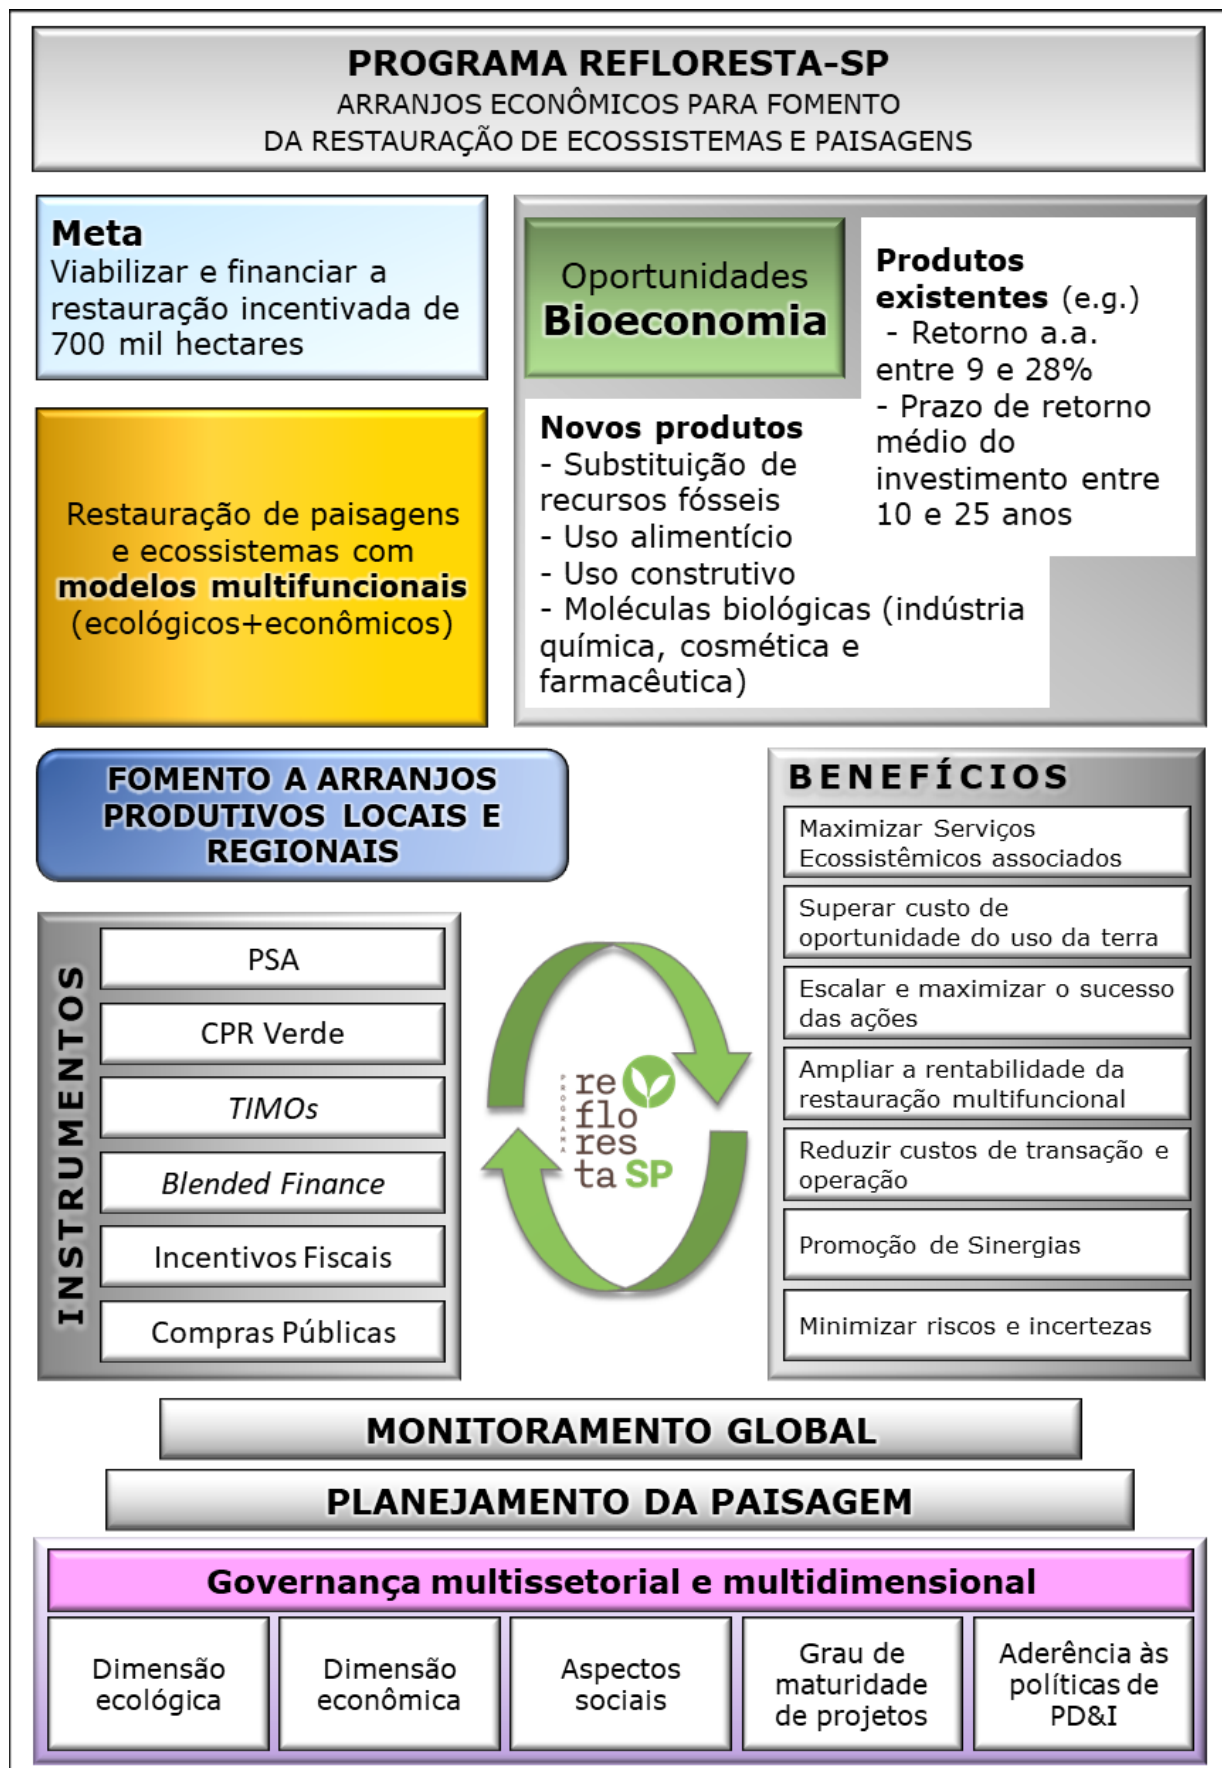 PROGRAMA REFLORESTA-SP
ARRANJOS ECONÔMICOS PARA FOMENTO
DA RESTAURAÇÃO DE ECOSSISTEMAS E PAISAGENS
Meta
Viabilizar e financiar a
restauração incentivada de
700 mil hectares
Restauração de paisagens
e ecossistemas com
modelos multifuncionais
(ecológicos+econômicos)
Oportunidades
Bioeconomia
Produtos
existentes (e.g.)
- Retorno a.a.
entre 9 e 28%
- Prazo de retorno
médio do
investimento entre
10 e 25 anos
Novos produtos
- Substituição de
recursos fósseis
- Uso alimentício
- Uso construtivo
- Moléculas biológicas (indústria
química, cosmética e
farmacêutica)
FOMENTO A ARRANJOS
PRODUTIVOS LOCAIS E
REGIONAIS
INSTRUMENTOS
PSA
CPR Verde
TIMOs
Blended Finance
Incentivos Fiscais
Compras Públicas
PROGRAMA
re
flo
res
ta SP
BENEFÍCIOS
Maximizar Serviços
Ecossistêmicos associados
Superar custo de
oportunidade do uso da terra
Escalar e maximizar o sucesso
das ações
Ampliar a rentabilidade da
restauração multifuncional
Reduzir custos de transação e
operação
Promoção de Sinergias
Minimizar riscos e incertezas
MONITORAMENTO GLOBAL
PLANEJAMENTO DA PAISAGEM
Governança multissetorial e multidimensional
Dimensão
ecológica
Dimensão
econômica
Aspectos
sociais
Grau de
maturidade
de projetos
Aderência às
políticas de
PD&I